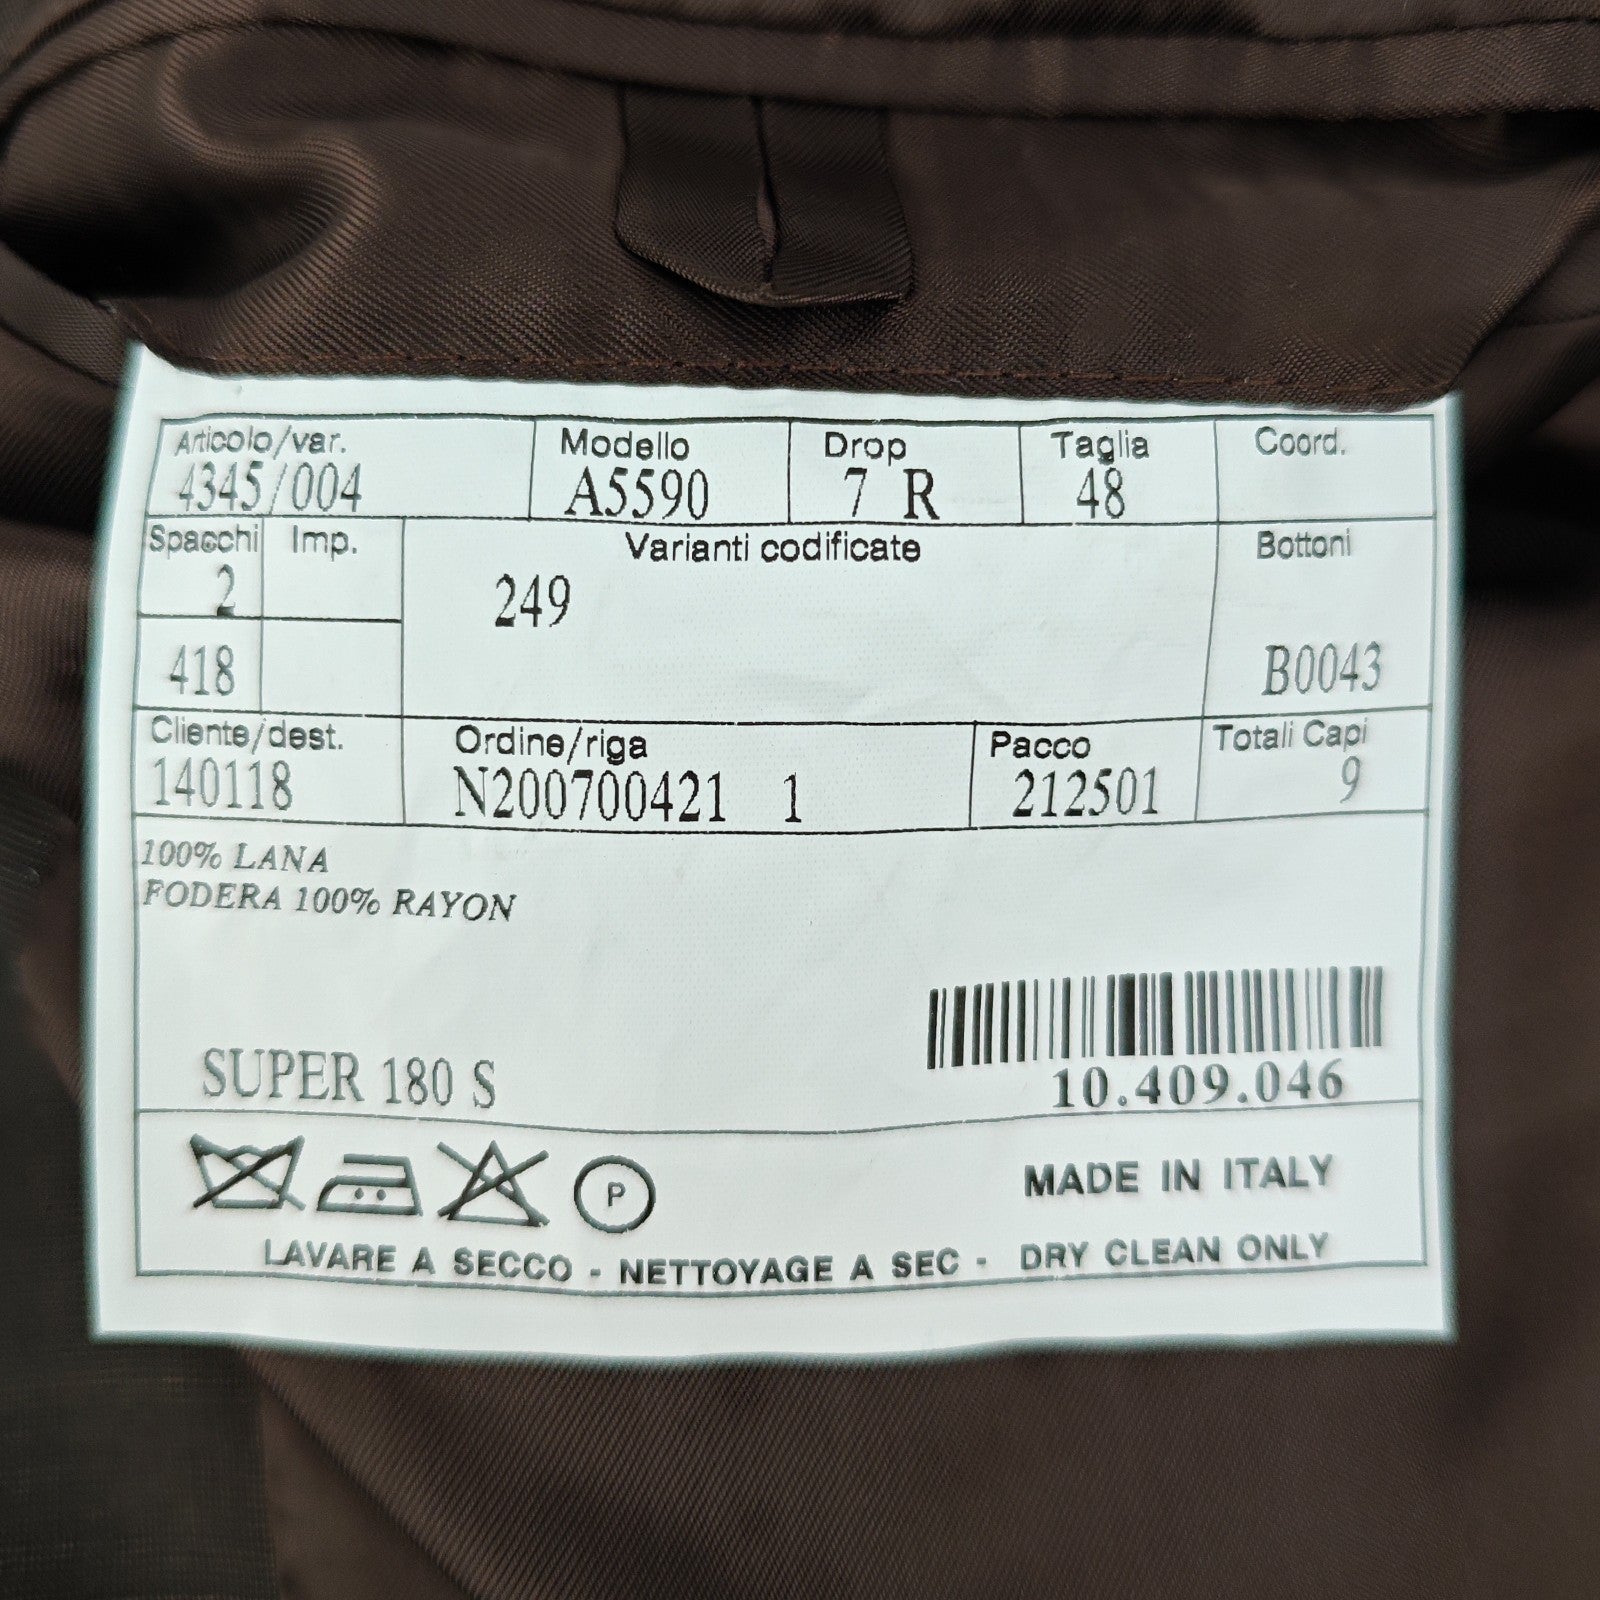 Articolo/var. Modello Drop Taglia Coord.
4345/004 A5590 7 R 48
Spacchi Imp. Varianti codificate Bottoni
2 249
418 B0043
Cliente/dest. Ordine/riga Pacco Totali Capi
140118 N200700421 1 212501 9
100% LANA
FODERA 100% RAYON
SUPER 180 S
10.409.046
P
MADE IN ITALY
LAVARE A SECCO - NETTOYAGE A SEC - DRY CLEAN ONLY